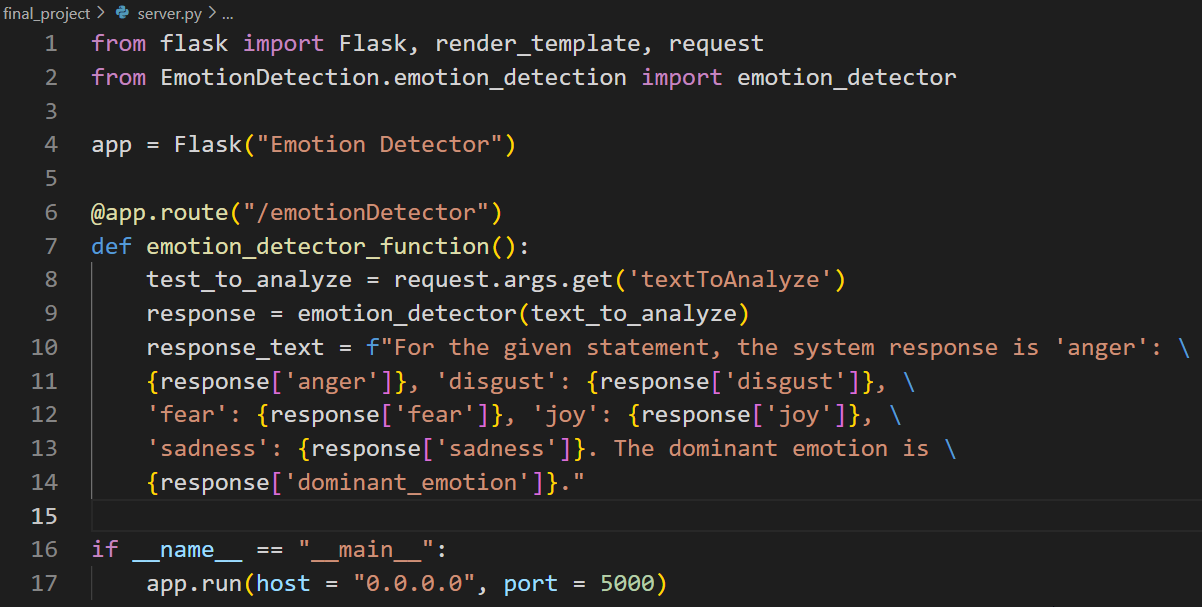 final_project > server.py > ...
1 from flask import Flask, render_template, request
2 from EmotionDetection.emotion_detection import emotion_detector
3
4 app = Flask("Emotion Detector")
5
6 @app.route("/emotionDetector")
7 def emotion_detector_function():
8     test_to_analyze = request.args.get('textToAnalyze')
9     response = emotion_detector(text_to_analyze)
10     response_text = f"For the given statement, the system response is 'anger': \
11     {response['anger']}, 'disgust': {response['disgust']}, \
12     'fear': {response['fear']}, 'joy': {response['joy']}, \
13     'sadness': {response['sadness']}. The dominant emotion is \
14     {response['dominant_emotion']}."
15
16 if __name__ == "__main__":
17     app.run(host = "0.0.0.0", port = 5000)